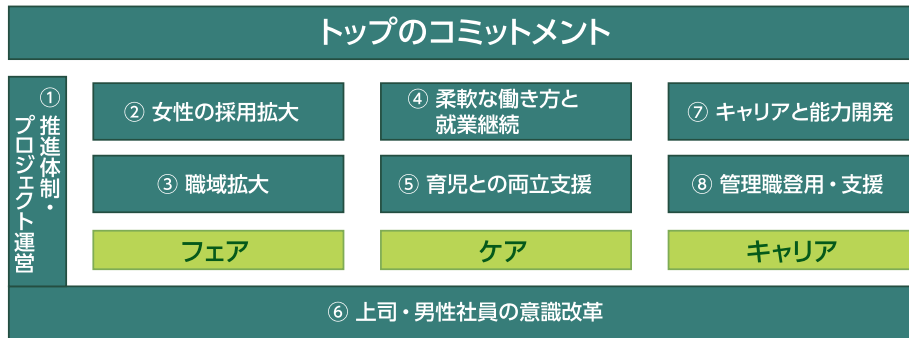 トップのコミットメント
① 推進体制・
プロジェクト運営
② 女性の採用拡大
③ 職域拡大
フェア
④ 柔軟な働き方と
就業継続
⑤ 育児との両立支援
ケア
⑦ キャリアと能力開発
⑧ 管理職登用・支援
キャリア
⑥ 上司・男性社員の意識改革